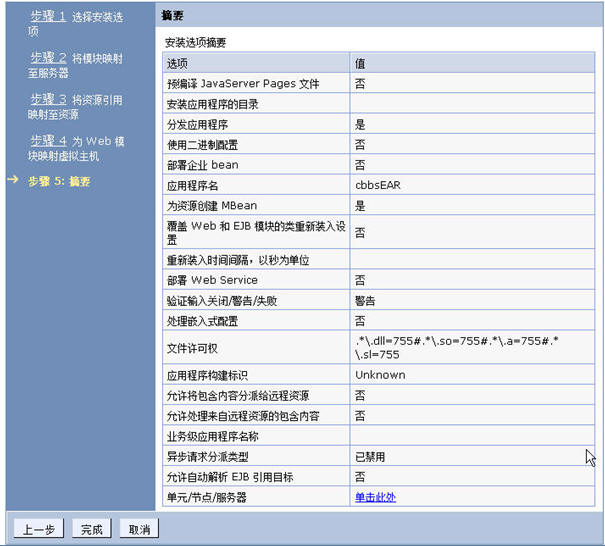 步骤 1 选择安装选
项
步骤 2 将模块映射
至服务器
步骤 3 将资源引用
映射至资源
步骤 4 为 Web 模
块映射虚拟主机
步骤 5: 摘要
摘要
安装选项摘要
选项 值
预编译 JavaServer Pages 文件 否
安装应用程序的目录
分发应用程序 是
使用二进制配置 否
部署企业 bean 否
应用程序名 cbbsEAR
为资源创建 MBean 是
覆盖 Web 和 EJB 模块的类重新装入设
置 否
重新装入时间间隔，以秒为单位
部署 Web Service 否
验证输入关闭/警告/失败 警告
处理嵌入式配置 否
文件许可权 .*\.dll=755#.*\.so=755#.*\.a=755#.*
\.sl=755
应用程序构建标识 Unknown
允许将包含内容分派给远程资源 否
允许处理来自远程资源的包含内容 否
业务级应用程序名称
异步请求分派类型 已禁用
允许自动解析 EJB 引用目标 否
单元/节点/服务器 单击此处
上一步 完成 取消